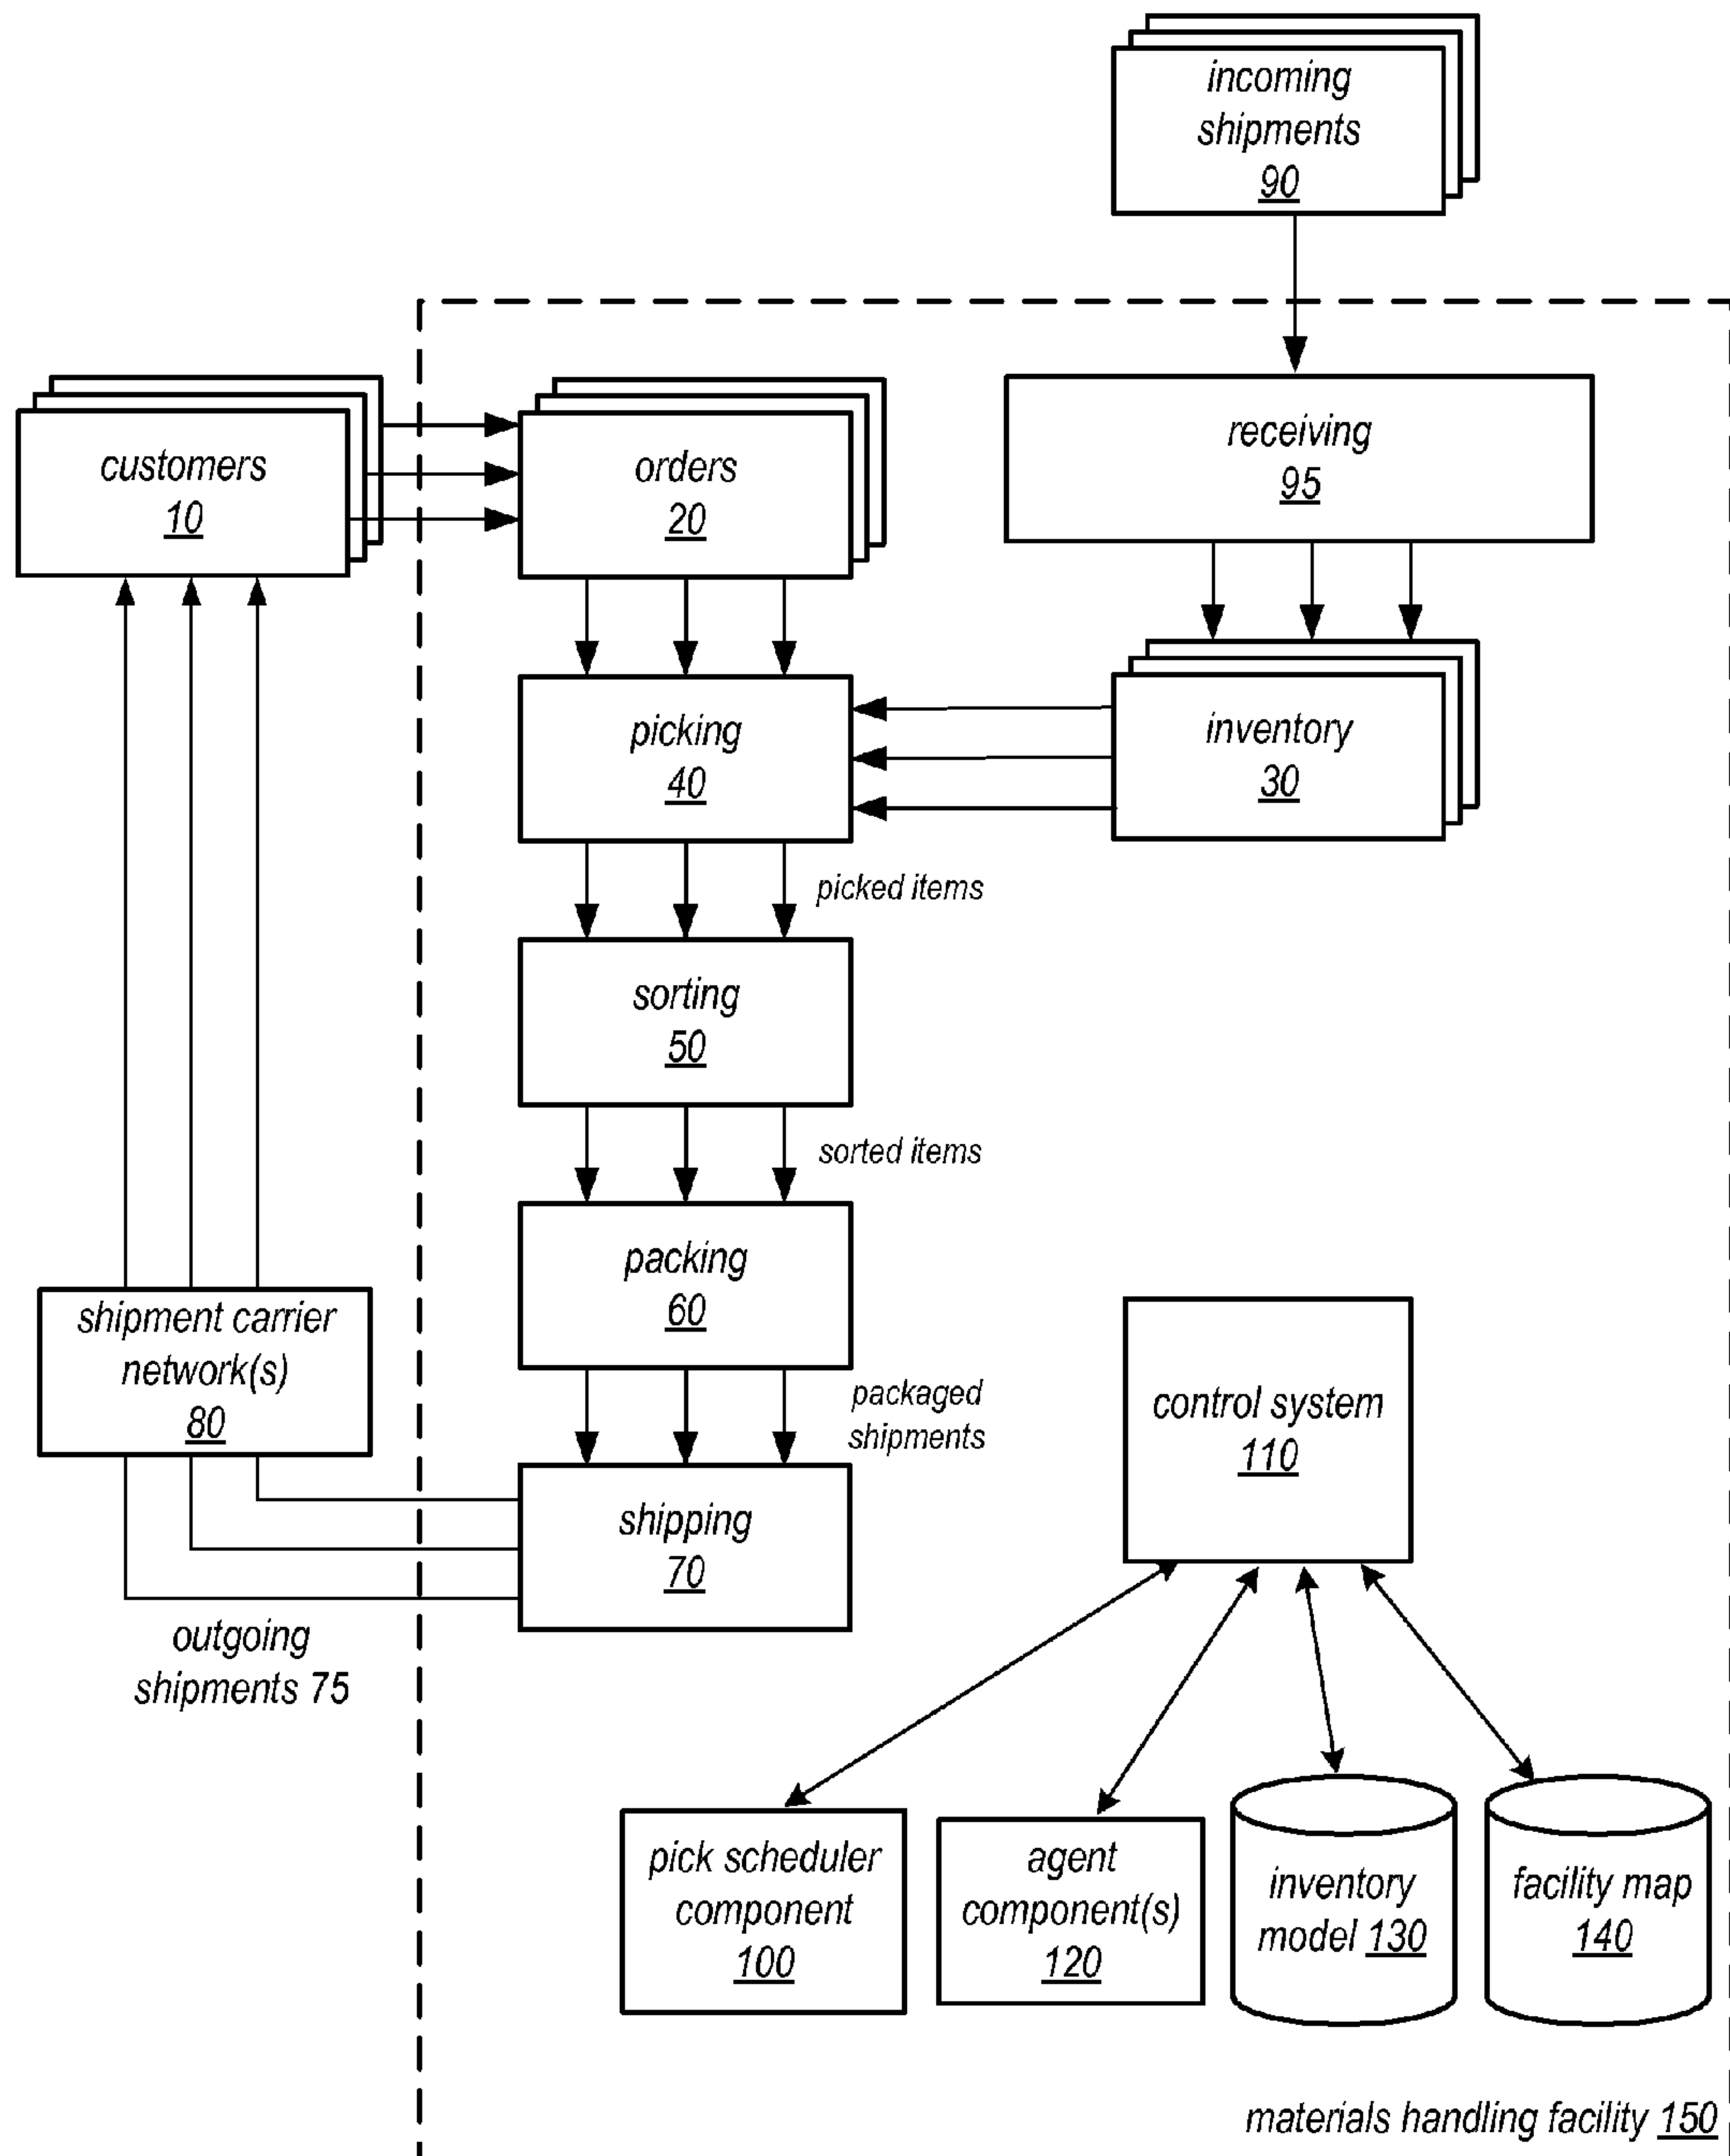 incoming
shipments
90
customers
10
orders
20
receiving
95
picking
40
inventory
30
picked items
sorting
50
sorted items
packing
60
shipment carrier
network(s)
80
packaged
shipments
control system
110
shipping
70
outgoing
shipments 75
pick scheduler
component
100
agent
component(s)
120
inventory
model 130
facility map
140
materials handling facility 150